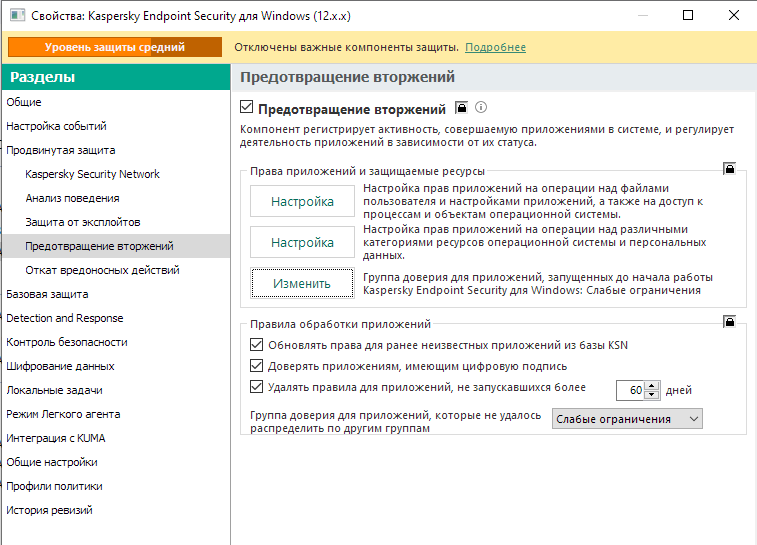 Свойства: Kaspersky Endpoint Security для Windows (12.x.x)
Уровень защиты средний
Отключены важные компоненты защиты. Подробнее
Разделы
Общие
Настройка событий
Продвинутая защита
Kaspersky Security Network
Анализ поведения
Защита от эксплойтов
Предотвращение вторжений
Откат вредоносных действий
Базовая защита
Detection and Response
Контроль безопасности
Шифрование данных
Локальные задачи
Режим Легкого агента
Интеграция с KUMA
Общие настройки
Профили политики
История ревизий
Предотвращение вторжений
Предотвращение вторжений
Компонент регистрирует активность, совершаемую приложениями в системе, и регулирует
деятельность приложений в зависимости от их статуса.
Права приложений и защищаемые ресурсы
Настройка
Настройка прав приложений на операции над файлами
пользователя и настройками приложений, а также на доступ к
процессам и объектам операционной системы.
Настройка
Настройка прав приложений на операции над различными
категориями ресурсов операционной системы и персональных
данных.
Изменить
Группа доверия для приложений, запущенных до начала работы
Kaspersky Endpoint Security для Windows: Слабые ограничения
Правила обработки приложений
Обновлять права для ранее неизвестных приложений из базы KSN
Доверять приложениям, имеющим цифровую подпись
Удалять правила для приложений, не запускавшихся более 60 дней
Группа доверия для приложений, которые не удалось
распределить по другим группам
Слабые ограничения